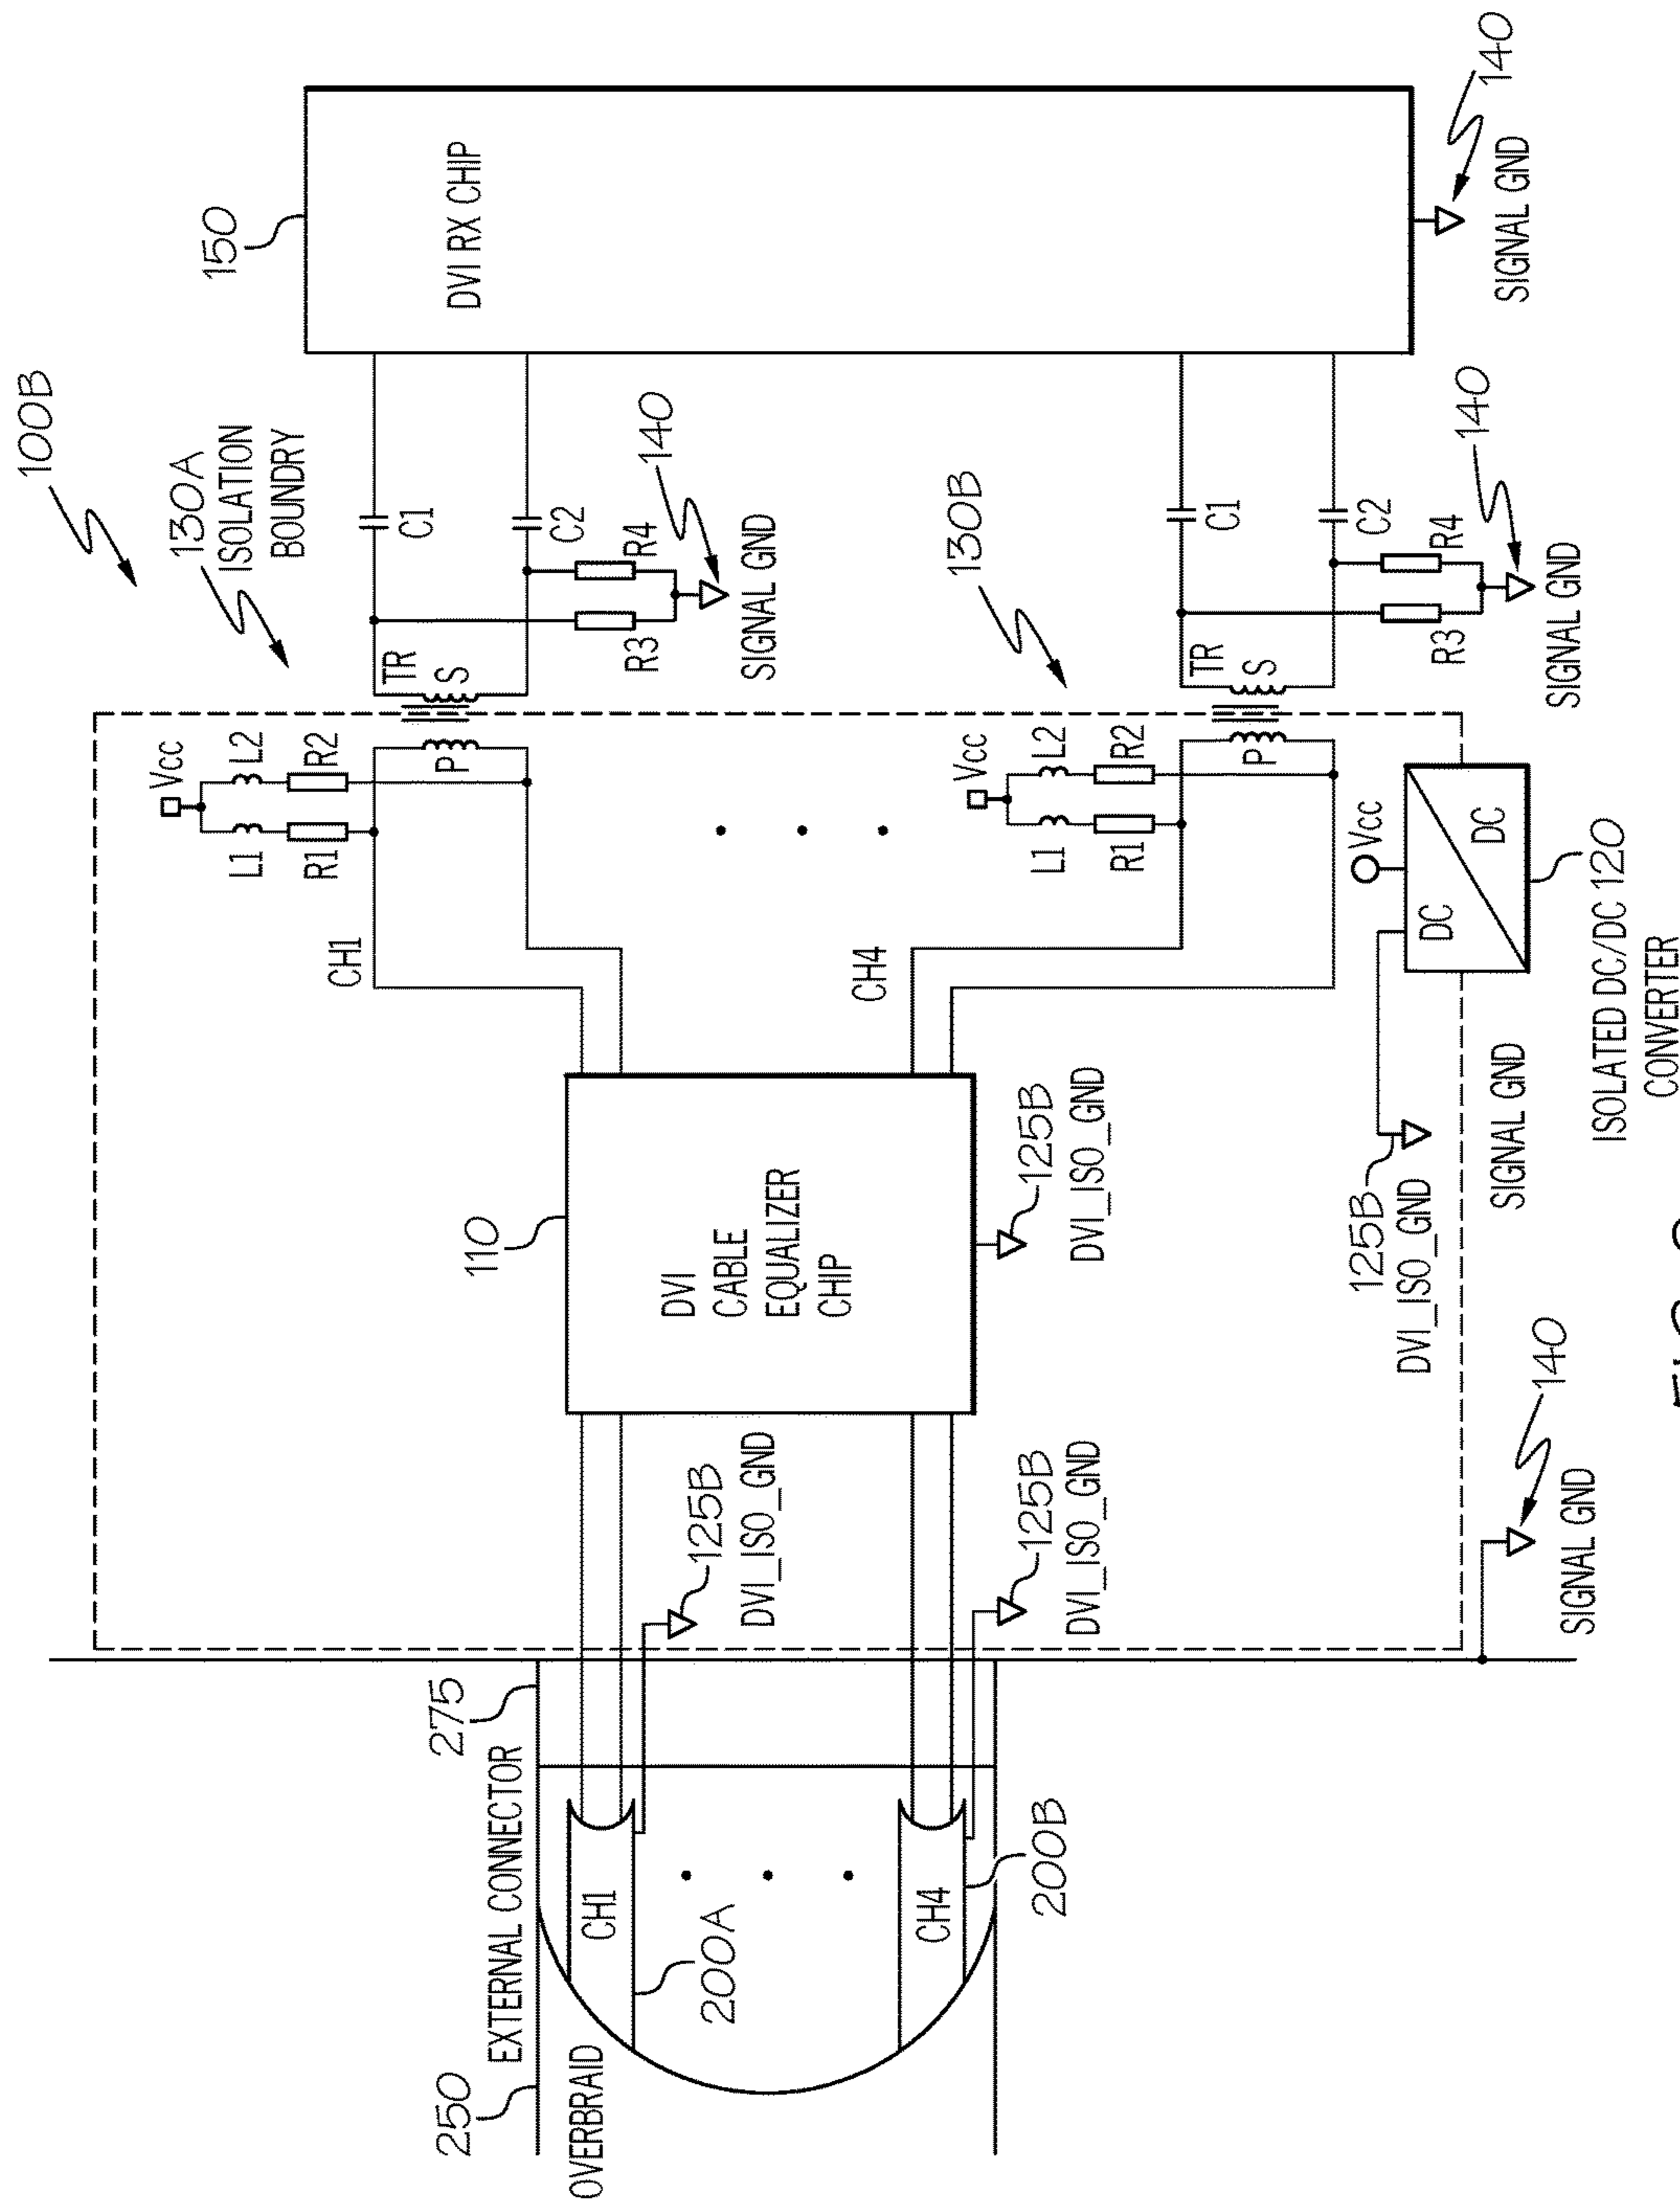 250
EXTERNAL CONNECTOR
275
OVERBRAID
CH1
200A
CH4
200B
125B
DVI_ISO_GND
125B
DVI_ISO_GND
140
SIGNAL GND
110
DVI
CABLE
EQUALIZER
CHIP
125B
DVI_ISO_GND
125B
DVI_ISO_GND
SIGNAL GND
CH1
CH4
Vcc
L1
L2
R1
R2
P
Vcc
L1
L2
R1
R2
P
Vcc
DC
DC
ISOLATED DC/DC 120
CONVERTER
100B
130A
ISOLATION
BOUNDRY
TR
S
C1
C2
R3
R4
140
SIGNAL GND
130B
TR
S
C1
C2
R3
R4
140
SIGNAL GND
150
DVI RX CHIP
140
SIGNAL GND